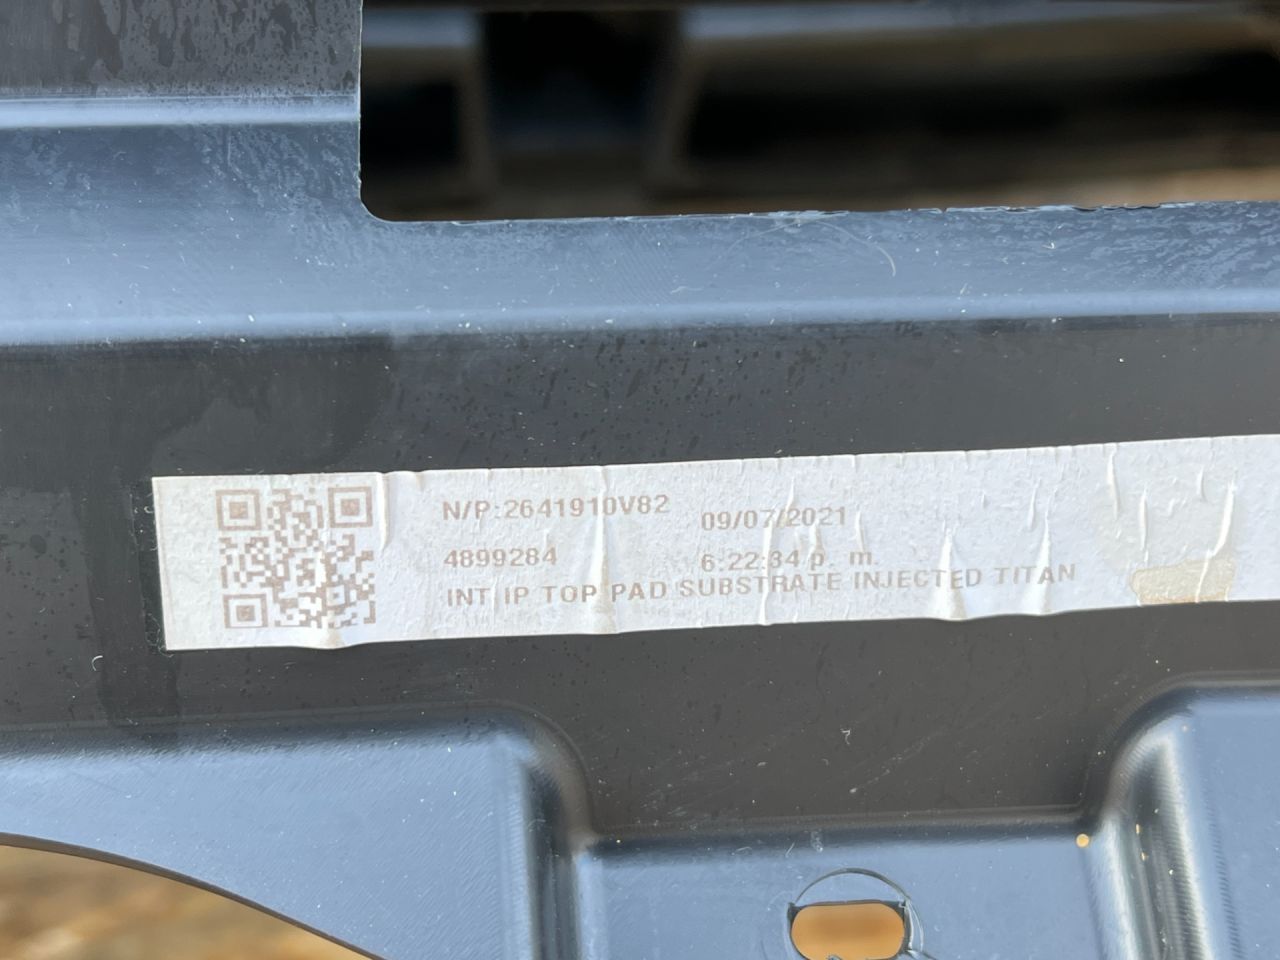 N/P:2641910V82
09/07/2021
4899284
6:22:34 p. m.
INT IP TOP PAD SUBSTRATE INJECTED TITAN